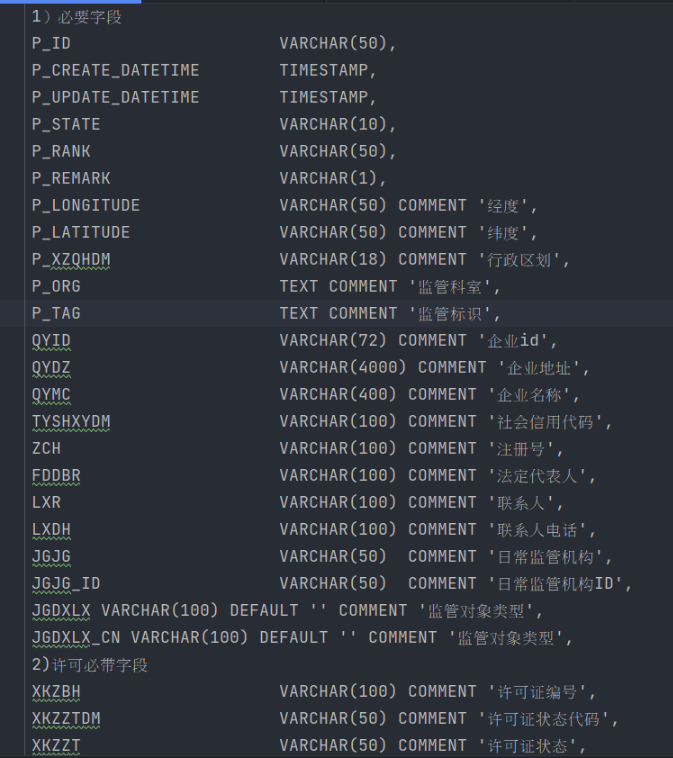 1）必要字段
P_ID VARCHAR(50),
P_CREATE_DATETIME TIMESTAMP,
P_UPDATE_DATETIME TIMESTAMP,
P_STATE VARCHAR(10),
P_RANK VARCHAR(50),
P_REMARK VARCHAR(1),
P_LONGITUDE VARCHAR(50) COMMENT '经度',
P_LATITUDE VARCHAR(50) COMMENT '纬度',
P_XZQHDM VARCHAR(18) COMMENT '行政区划',
P_ORG TEXT COMMENT '监管科室',
P_TAG TEXT COMMENT '监管标识',
QYID VARCHAR(72) COMMENT '企业id',
QYDZ VARCHAR(4000) COMMENT '企业地址',
QYMC VARCHAR(400) COMMENT '企业名称',
TYSHXYDM VARCHAR(100) COMMENT '社会信用代码',
ZCH VARCHAR(100) COMMENT '注册号',
FDDBR VARCHAR(100) COMMENT '法定代表人',
LXR VARCHAR(100) COMMENT '联系人',
LXDH VARCHAR(100) COMMENT '联系人电话',
JGJG VARCHAR(50) COMMENT '日常监管机构',
JGJG_ID VARCHAR(50) COMMENT '日常监管机构ID',
JGDXLX VARCHAR(100) DEFAULT '' COMMENT '监管对象类型',
JGDXLX_CN VARCHAR(100) DEFAULT '' COMMENT '监管对象类型',
2)许可必带字段
XKZBH VARCHAR(100) COMMENT '许可证编号',
XKZZTDM VARCHAR(50) COMMENT '许可证状态代码',
XKZZT VARCHAR(50) COMMENT '许可证状态',